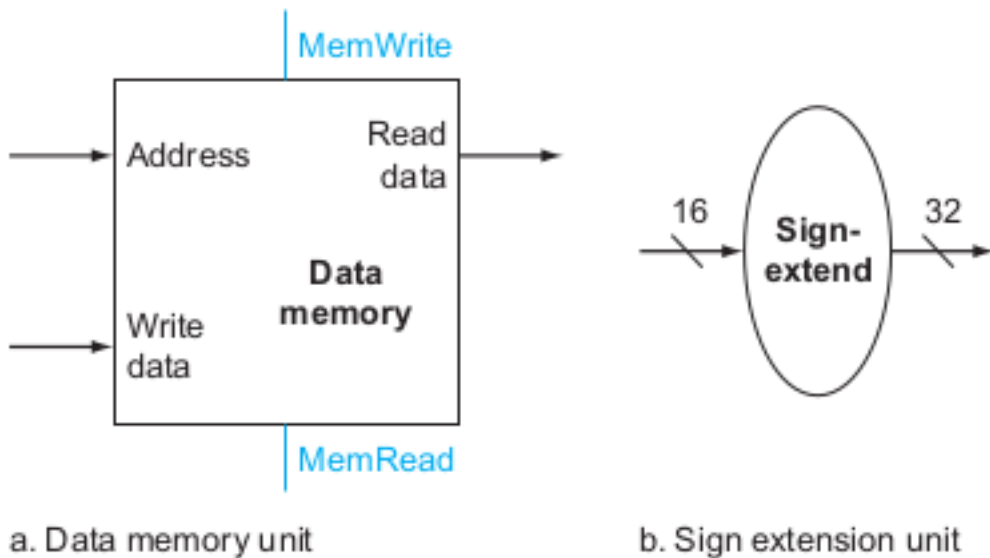 MemWrite
Address
Read
data
Data
memory
Write
data
MemRead
a. Data memory unit
16
Sign-
extend
32
b. Sign extension unit